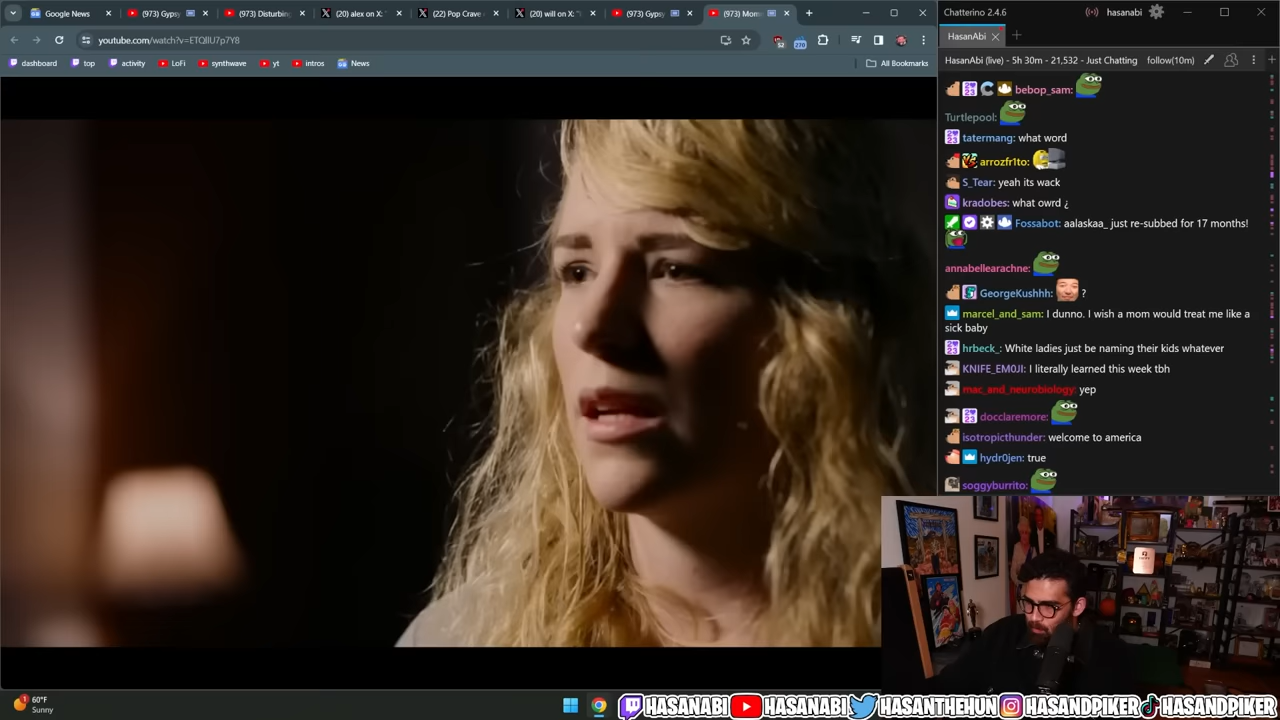 Google News
(973) Gypsy
(973) Disturbing
(20) alex on X: "
(22) Pop Crave
(20) will on X: "I
(973) Gypsy
(973) Mom
youtube.com/watch?v=ETQlIU7p7Y8
52
270
dashboard
top
activity
LoFi
synthwave
yt
intros
News
All Bookmarks
Chatterino 2.4.6
hasanabi
HasanAbi
HasanAbi (live) - 5h 30m - 21,532 - Just Chatting
follow(10m)
bebop_sam:
Turtlepool:
tatermang: what word
arrozfr1to:
S_Tear: yeah its wack
kradobes: what owrd ¿
Fossabot: aalaskaa_ just re-subbed for 17 months!
annabellearachne:
GeorgeKushhh: ?
marcel_and_sam: I dunno. I wish a mom would treat me like a
sick baby
hrbeck_: White ladies just be naming their kids whatever
KNIFE_EM0JI: I literally learned this week tbh
mac_and_neurobiology: yep
docclaremore:
isotropicthunder: welcome to america
hydr0jen: true
soggyburrito:
60°F
Sunny
HASANABI
HASANABI
HASANTHEHUN
HASANDPIKER
HASANDPIKER